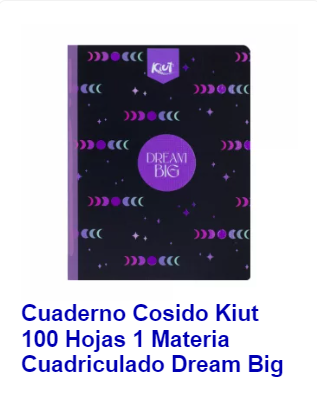 Kiut
DREAM
BIG
Cuaderno Cosido Kiut
100 Hojas 1 Materia
Cuadriculado Dream Big